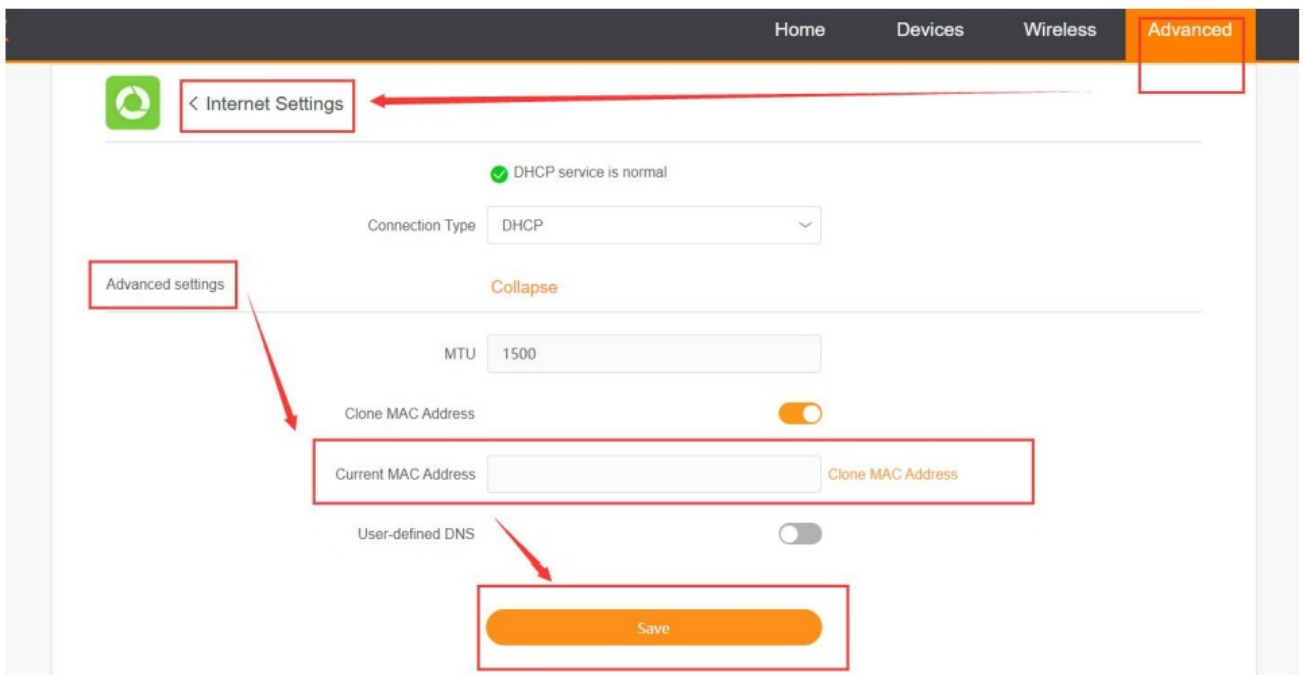 Home Devices Wireless Advanced
< Internet Settings
DHCP service is normal
Connection Type DHCP
Advanced settings Collapse
MTU 1500
Clone MAC Address
Current MAC Address Clone MAC Address
User-defined DNS
Save